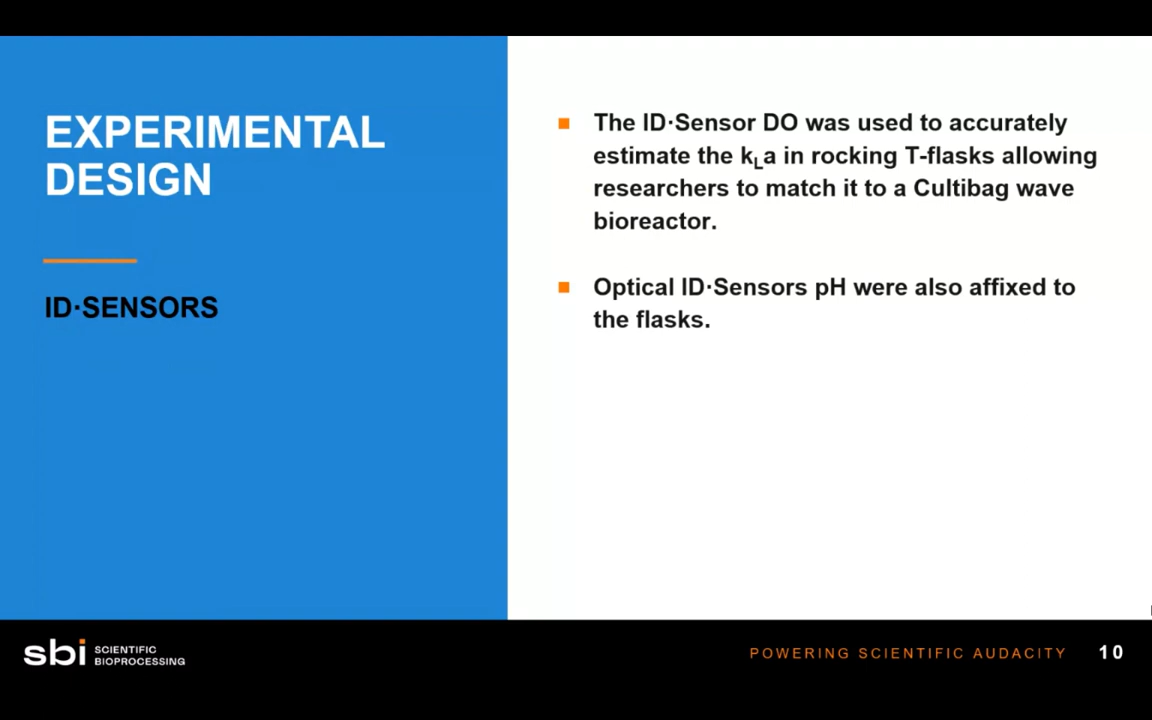 EXPERIMENTAL
DESIGN
ID·SENSORS
The ID·Sensor DO was used to accurately
estimate the kLa in rocking T-flasks allowing
researchers to match it to a Cultibag wave
bioreactor.
Optical ID·Sensors pH were also affixed to
the flasks.
sbi SCIENTIFIC
BIOPROCESSING
POWERING SCIENTIFIC AUDACITY 10